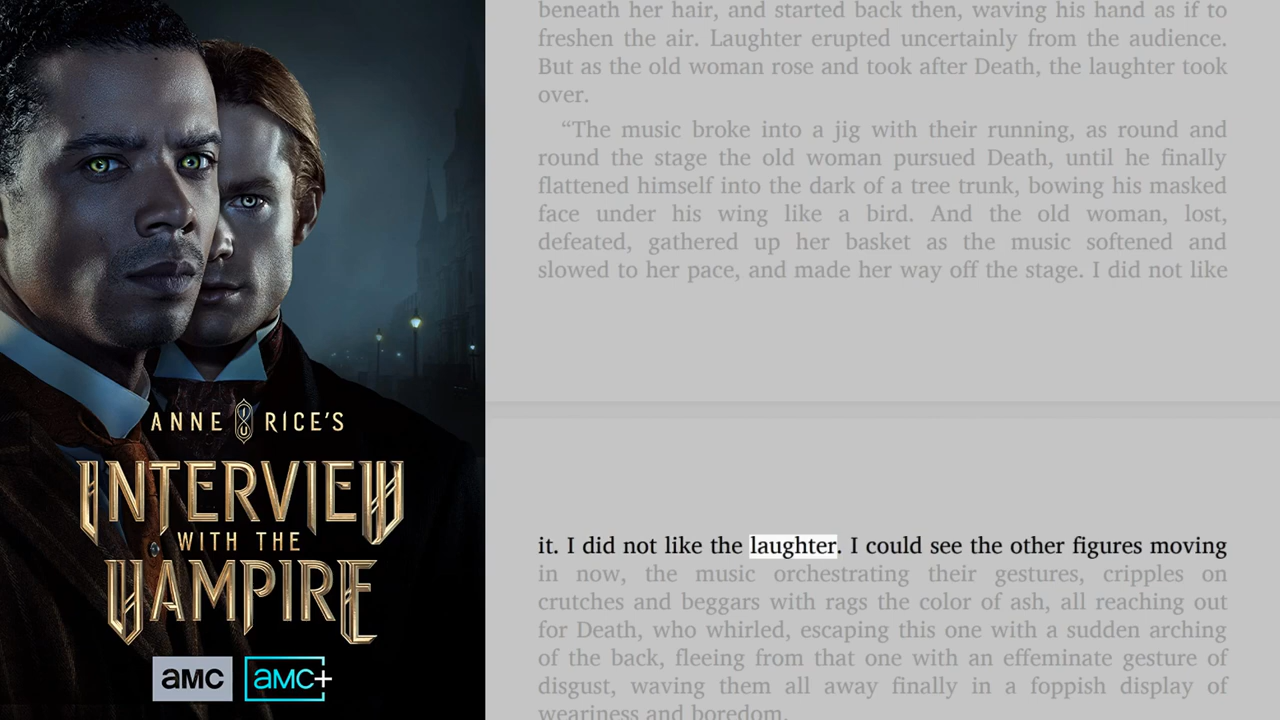 ANNE RICE'S
INTERVIEW
WITH THE
VAMPIRE
aMC
aMC+
beneath her hair, and started back then, waving his hand as if to
freshen the air. Laughter erupted uncertainly from the audience.
But as the old woman rose and took after Death, the laughter took
over.
“The music broke into a jig with their running, as round and
round the stage the old woman pursued Death, until he finally
flattened himself into the dark of a tree trunk, bowing his masked
face under his wing like a bird. And the old woman, lost,
defeated, gathered up her basket as the music softened and
slowed to her pace, and made her way off the stage. I did not like
it. I did not like the laughter. I could see the other figures moving
in now, the music orchestrating their gestures, cripples on
crutches and beggars with rags the color of ash, all reaching out
for Death, who whirled, escaping this one with a sudden arching
of the back, fleeing from that one with an effeminate gesture of
disgust, waving them all away finally in a foppish display of
weariness and boredom.